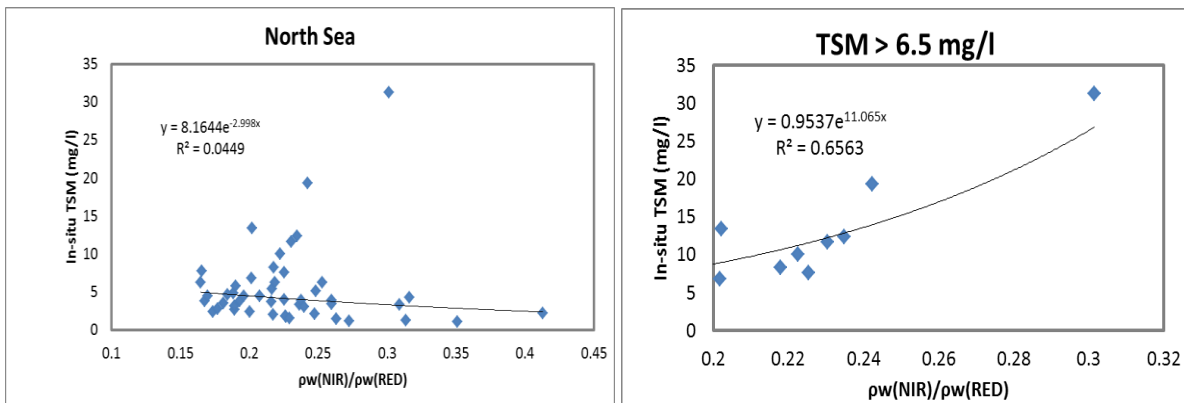 North Sea
35
30
25
20
15
10
5
0
In-situ TSM (mg/l)
y = 8.1644e^-2.998x
R² = 0.0449
0.1 0.15 0.2 0.25 0.3 0.35 0.4 0.45
ρw(NIR)/ρw(RED)
TSM > 6.5 mg/l
35
30
25
20
15
10
5
0
In-situ TSM (mg/l)
y = 0.9537e^11.065x
R² = 0.6563
0.2 0.22 0.24 0.26 0.28 0.3 0.32
ρw(NIR)/ρw(RED)